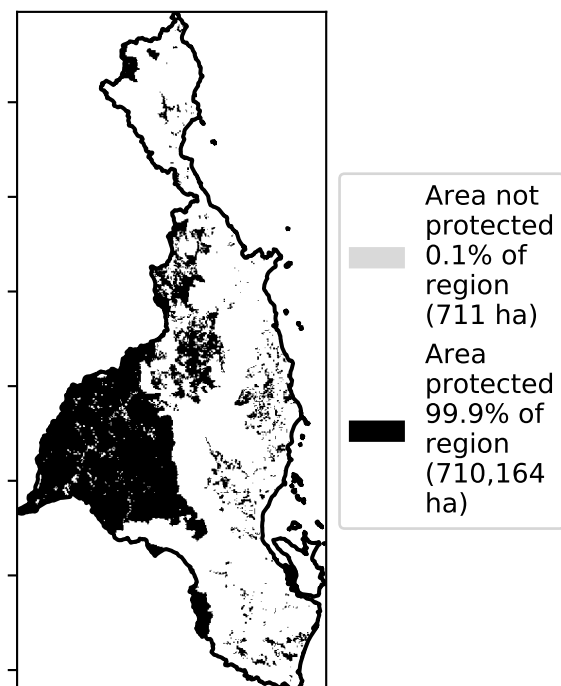 Area not
protected
0.1% of
region
(711 ha)
Area
protected
99.9% of
region
(710,164
ha)